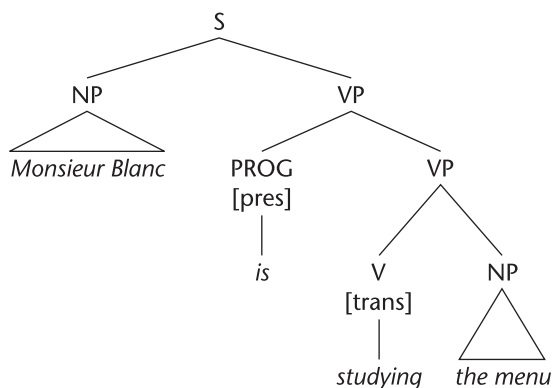 S
NP VP
Monsieur Blanc PROG VP
[pres]
is V NP
[trans]
studying the menu